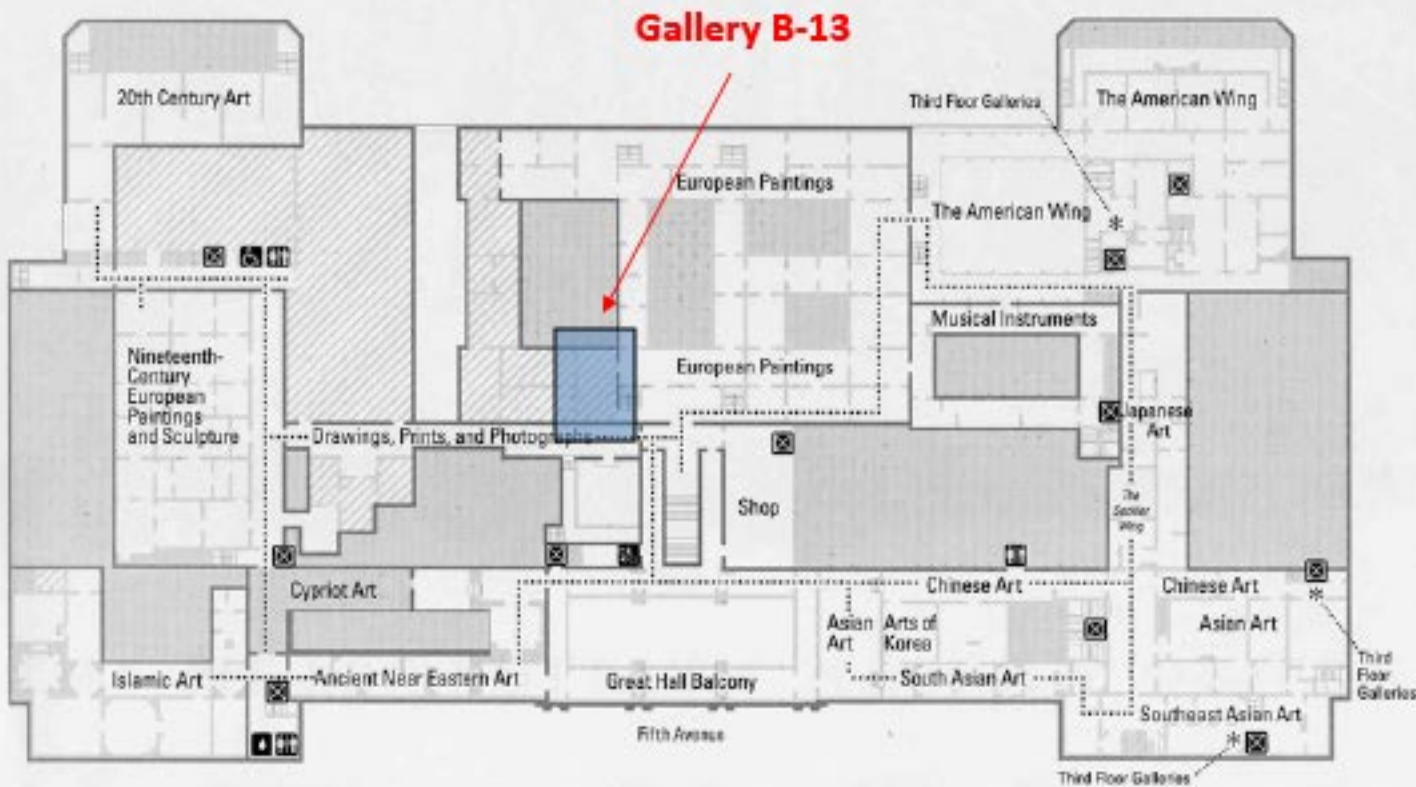 Gallery B-13
20th Century Art
Third Floor Galleries
The American Wing
European Paintings
The American Wing
Musical Instruments
Nineteenth-
Century
European
Paintings
and Sculpture
European Paintings
Japanese
Art
Drawings, Prints, and Photographs
Shop
The
Sackler
Wing
Cypriot Art
Chinese Art
Chinese Art
Asian
Art
Arts of
Korea
Asian Art
Islamic Art
Ancient Near Eastern Art
Great Hall Balcony
South Asian Art
Third
Floor
Galleries
Southeast Asian Art
Fifth Avenue
Third Floor Galleries